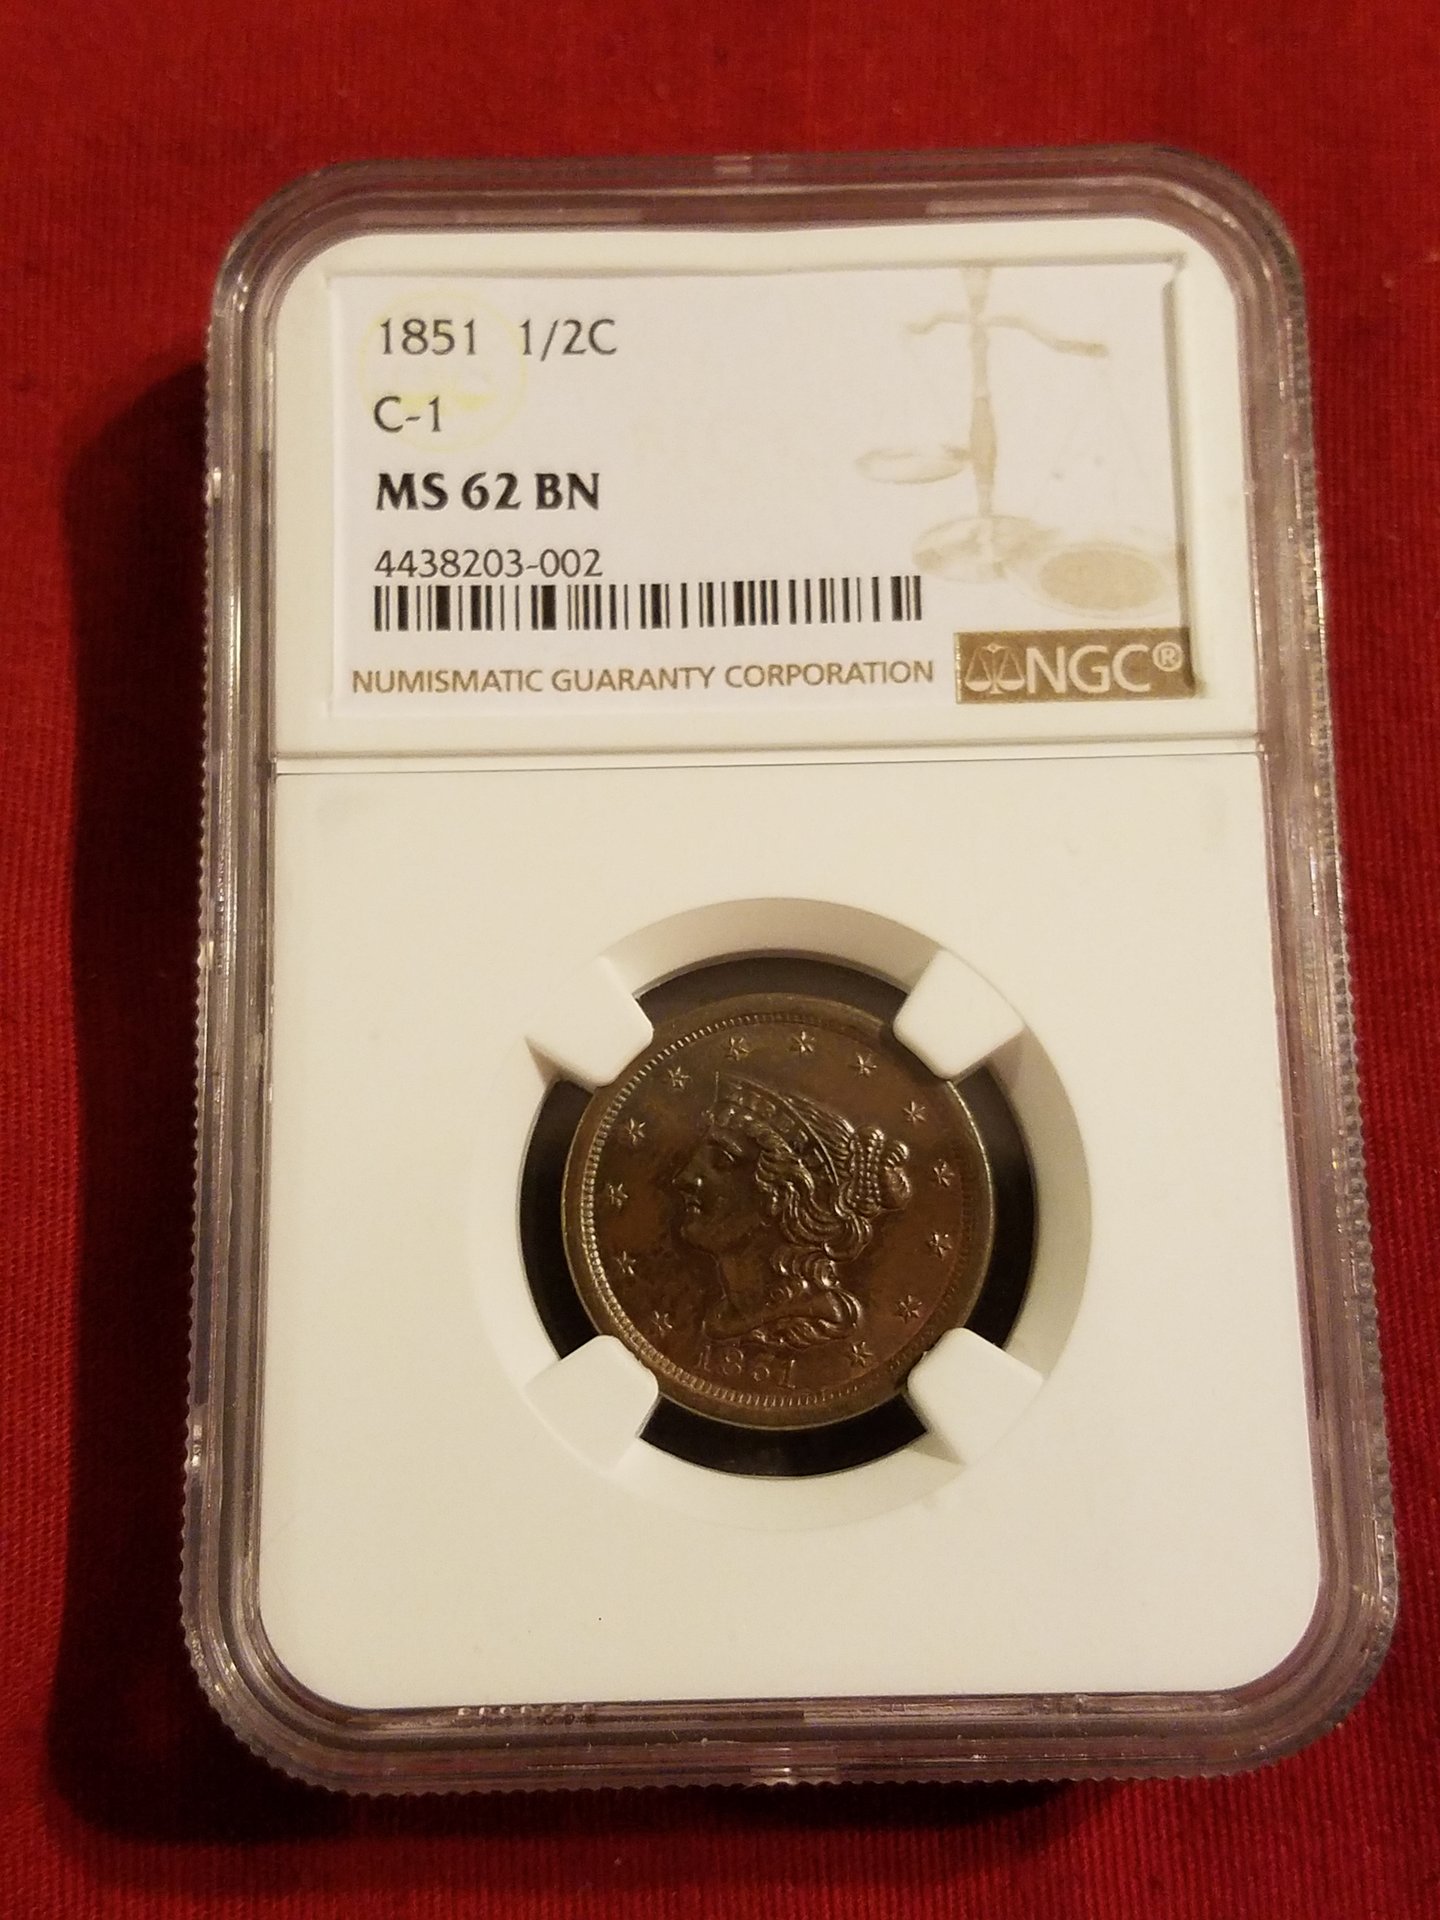 1851 1/2C
C-1
MS 62 BN
4438203-002
NUMISMATIC GUARANTY CORPORATION NGC®
1851